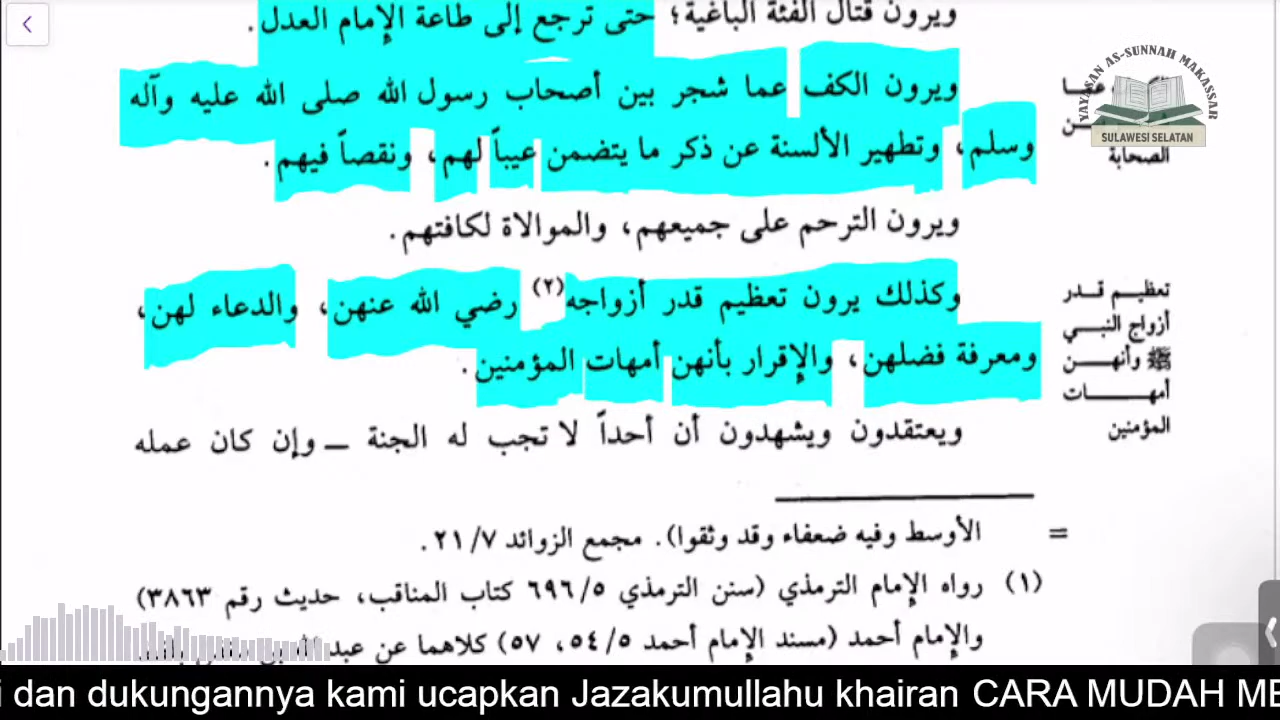 ويرون قتال الفئة الباغية؛ حتى ترجع إلى طاعة الإمام العدل.
ويرون الكف عما شجر بين أصحاب رسول الله صلى الله عليه وآله
وسلم، وتطهير الألسنة عن ذكر ما يتضمن عيباً لهم، ونقصاً فيهم.
الصحابة
ويرون الترحم على جميعهم، والموالاة لكافتهم.
وكذلك يرون تعظيم قدر أزواجه(٢) رضي الله عنهن، والدعاء لهن،
ومعرفة فضلهن، والإقرار بأنهن أمهات المؤمنين.
تعظيم قدر
أزواج النبي
ﷺ وأنهن
أمهات
المؤمنين
ويعتقدون ويشهدون أن أحداً لا تجب له الجنة ــ وإن كان عمله
= الأوسط وفيه ضعفاء وقد وثقوا). مجمع الزوائد ٢١/٧.
(١) رواه الإمام الترمذي (سنن الترمذي ٦٩٦/٥ كتاب المناقب، حديث رقم ٣٨٦٣)
والإمام أحمد (مسند الإمام أحمد ٥٤/٥، ٥٧) كلاهما عن
YAYASAN AS-SUNNAH MAKASSAR
SULAWESI SELATAN
i dan dukungannya kami ucapkan Jazakumullahu khairan CARA MUDAH ME